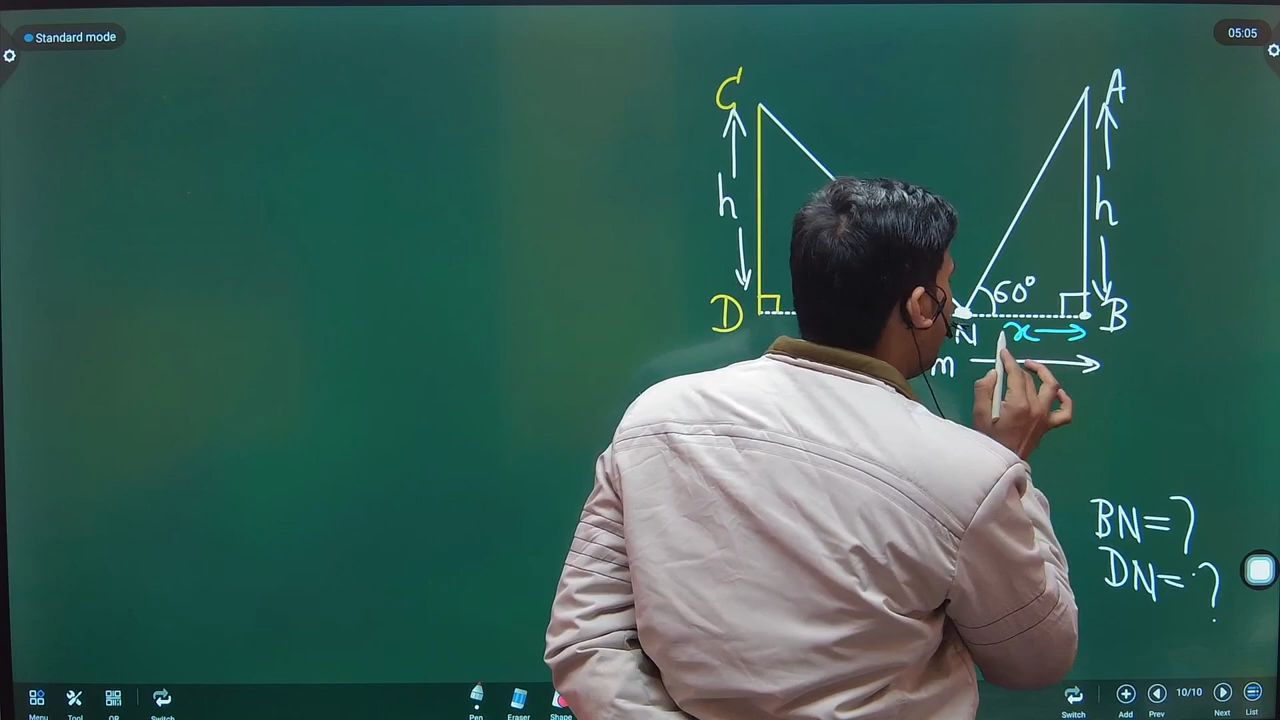 Standard mode
05:05
C
A
h
h
60°
D
N
x
B
m
BN=?
DN=?
Menu
Tool
QR
Switch
Pen
Eraser
Shape
Switch
Add
Prev
10/10
Next
List